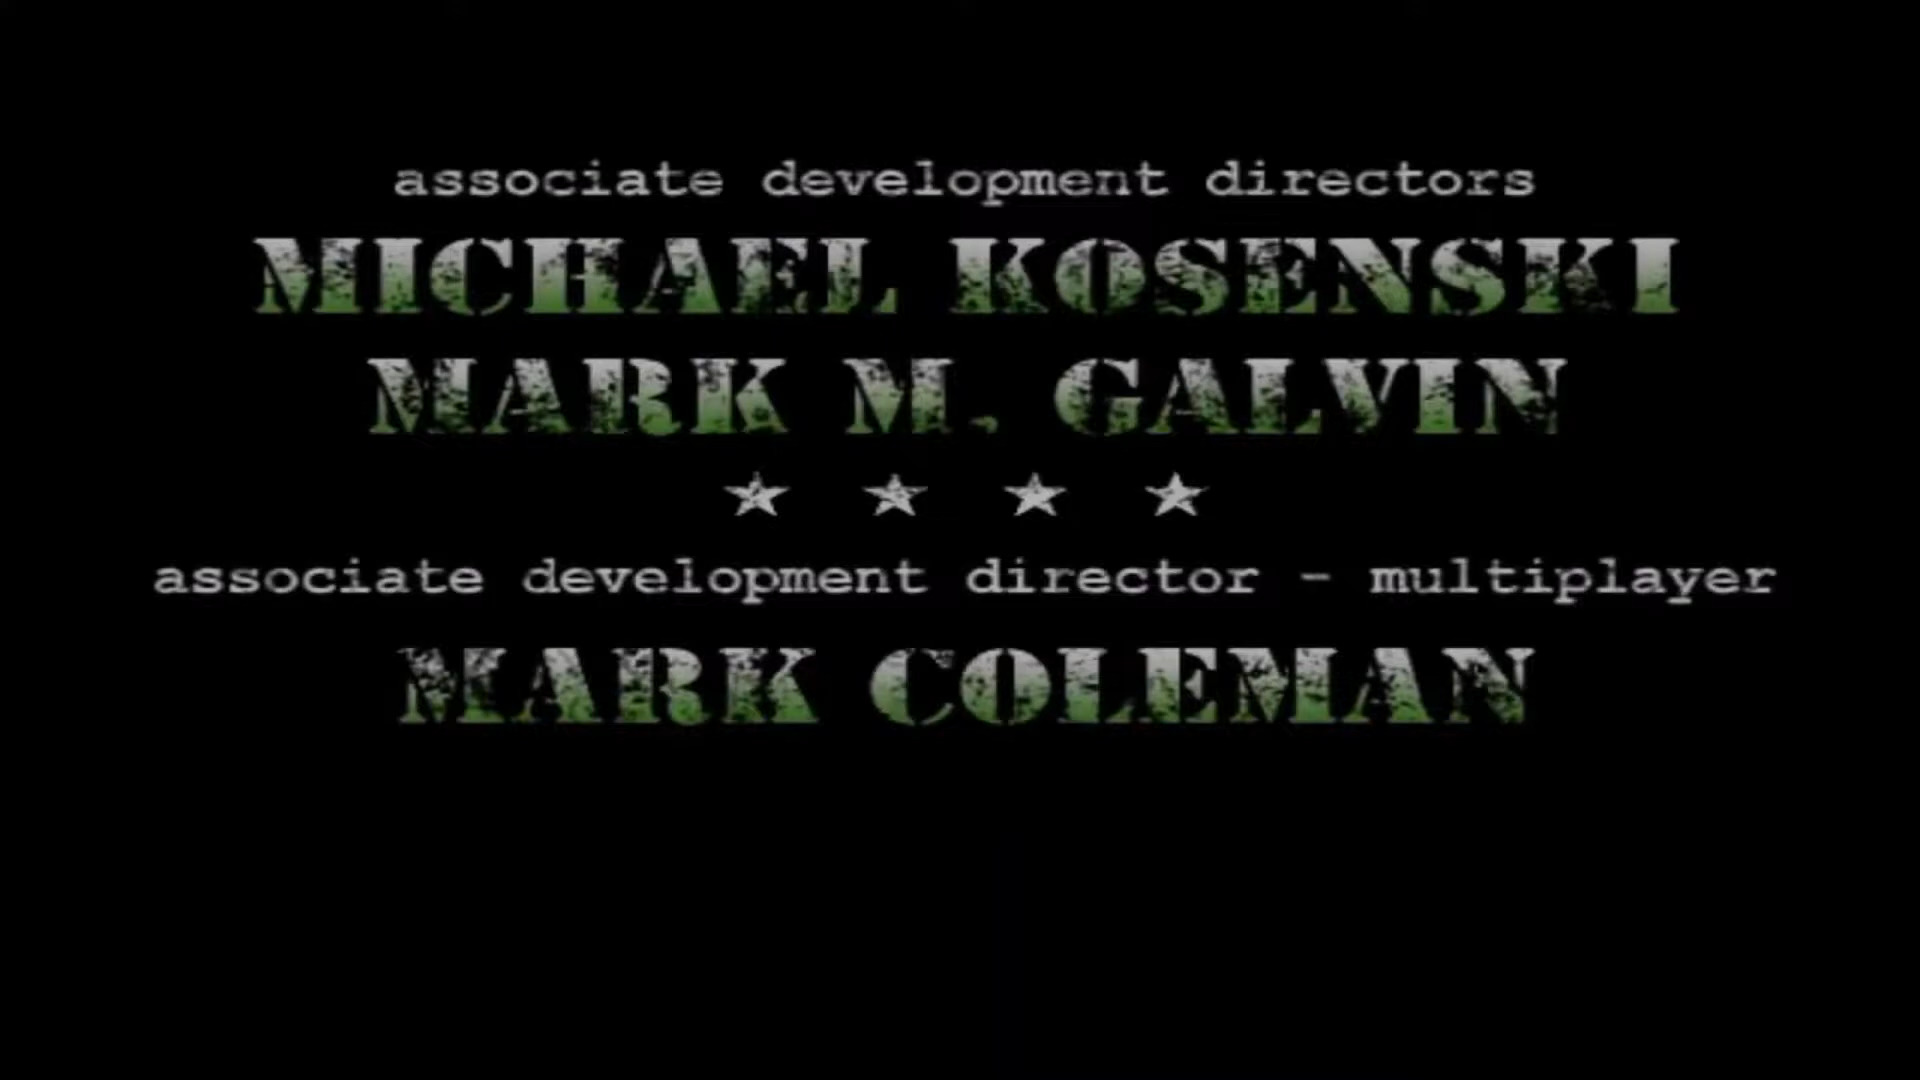 associate development directors
MICHAEL KOSENSKI
MARK M. GALVIN
associate development director - multiplayer
MARK COLEMAN